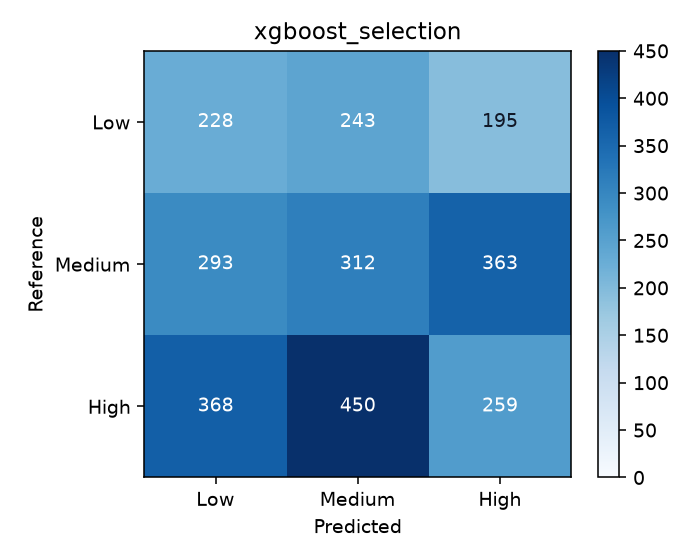 xgboost_selection
450
400
350
300
250
200
150
100
50
0
Reference
Low
228 243 195
Medium
293 312 363
High
368 450 259
Low Medium High
Predicted